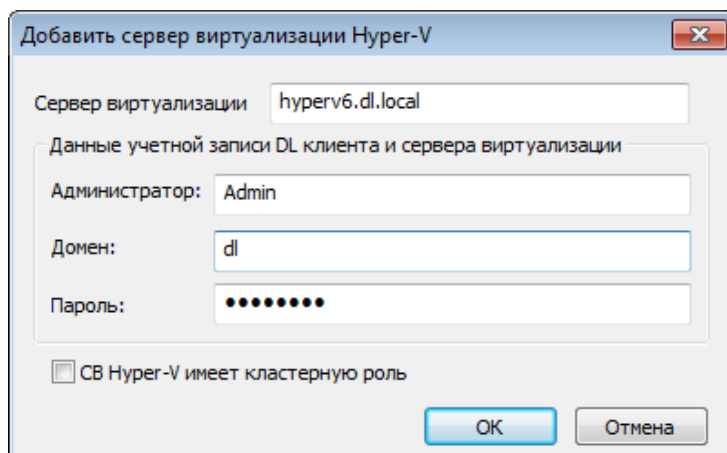 Добавить сервер виртуализации Hyper-V
Сервер виртуализации hyperv6.dl.local
Данные учетной записи DL клиента и сервера виртуализации
Администратор: Admin
Домен: dl
Пароль: ••••••••
СВ Hyper-V имеет кластерную роль
ОК Отмена